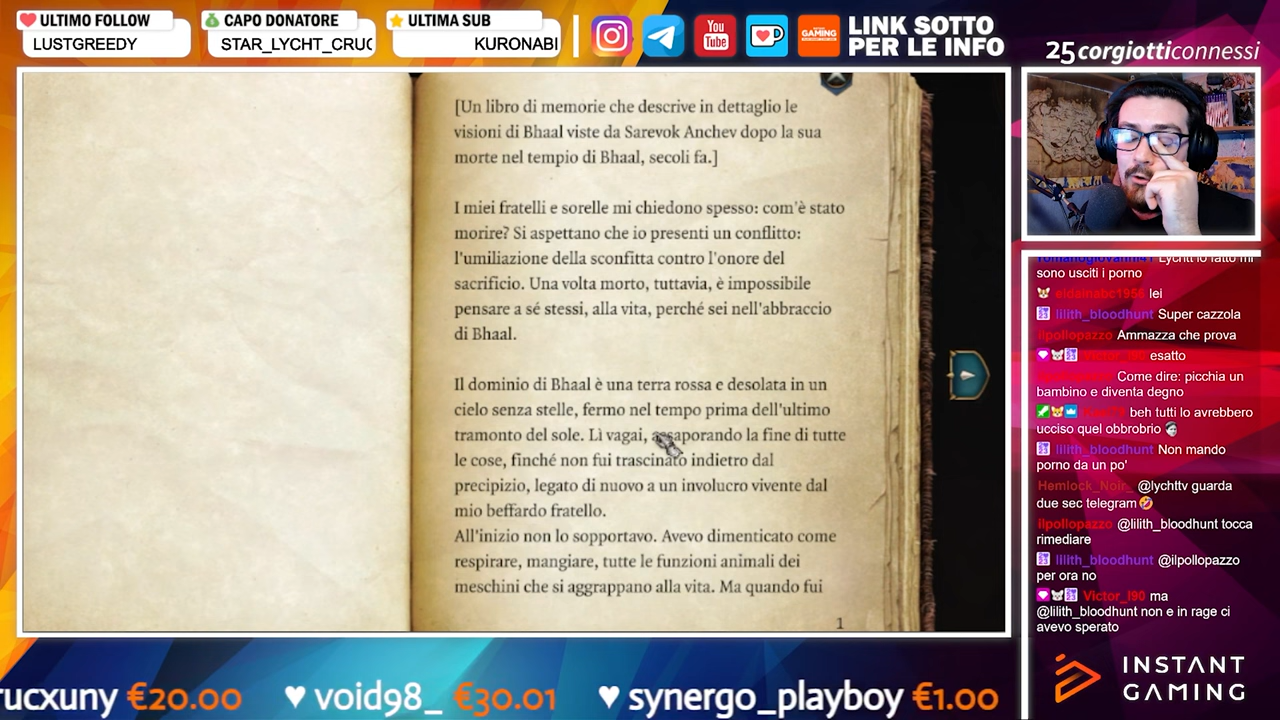 ULTIMO FOLLOW
LUSTGREEDY
CAPO DONATORE
STAR_LYCHT_CRUC
ULTIMA SUB
KURONABI
You
Tube
GAMING
LINK SOTTO
PER LE INFO
25corgiotticonnessi
[Un libro di memorie che descrive in dettaglio le
visioni di Bhaal viste da Sarevok Anchev dopo la sua
morte nel tempio di Bhaal, secoli fa.]
I miei fratelli e sorelle mi chiedono spesso: com'è stato
morire? Si aspettano che io presenti un conflitto:
l'umiliazione della sconfitta contro l'onore del
sacrificio. Una volta morto, tuttavia, è impossibile
pensare a sé stessi, alla vita, perché sei nell'abbraccio
di Bhaal.
Il dominio di Bhaal è una terra rossa e desolata in un
cielo senza stelle, fermo nel tempo prima dell'ultimo
tramonto del sole. Lì vagai, assaporando la fine di tutte
le cose, finché non fui trascinato indietro dal
precipizio, legato di nuovo a un involucro vivente dal
mio beffardo fratello.
All'inizio non lo sopportavo. Avevo dimenticato come
respirare, mangiare, tutte le funzioni animali dei
meschini che si aggrappano alla vita. Ma quando fui
1
sono usciti i porno
eldainabc1956 lei
lilith_bloodhunt Super cazzola
ilpollopazzo Ammazza che prova
Victor_l90 esatto
Come dire: picchia un
bambino e diventa degno
beh tutti lo avrebbero
ucciso quel obbrobrio
lilith_bloodhunt Non mando
porno da un po'
Hemlock_Noir_ @lychttv guarda
due sec telegram
ilpollopazzo @lilith_bloodhunt tocca
rimediare
lilith_bloodhunt @ilpollopazzo
per ora no
Victor_l90 ma
@lilith_bloodhunt non e in rage ci
avevo sperato
INSTANT
GAMING
rucxuny €20.00 void98_ €30.01 synergo_playboy €1.00